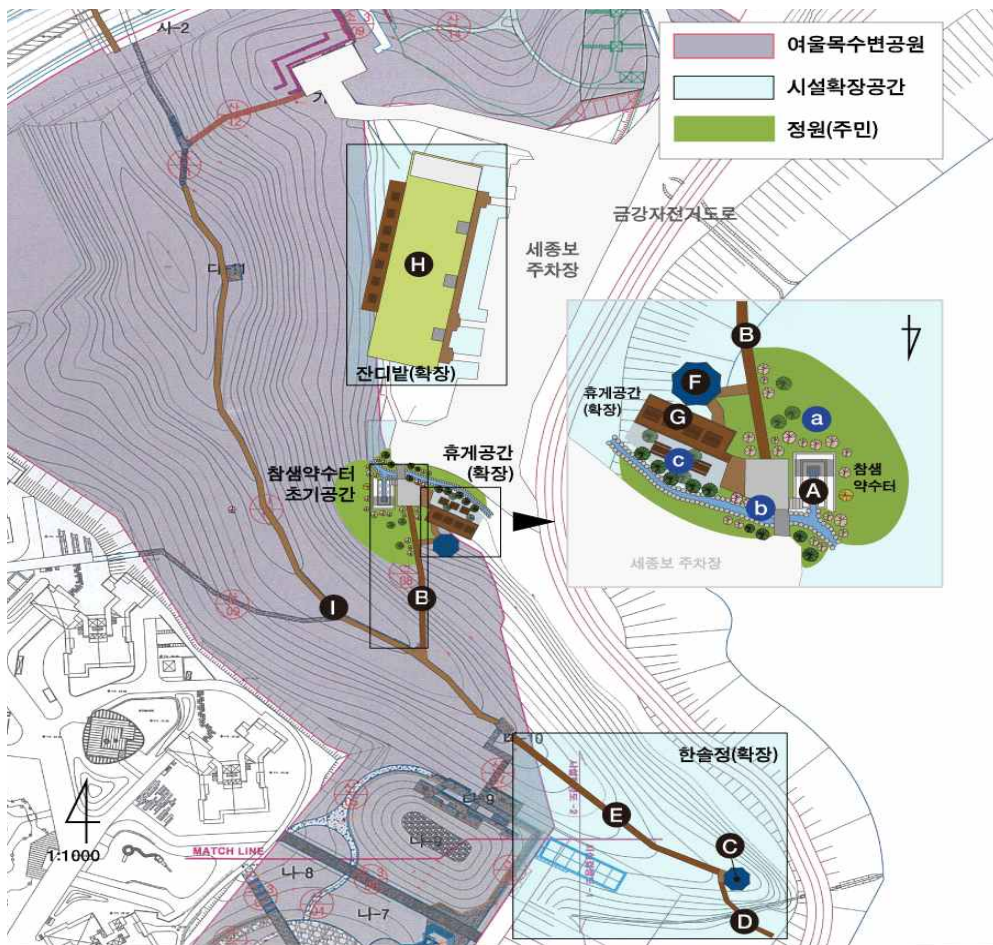 사-2
여울목수변공원
시설확장공간
정원(주민)
금강자전거도로
세종보
주차장
H
잔디밭(확장)
B
F
휴게공간
(확장)
G
a
c
참샘
약수터
A
b
세종보 주차장
휴게공간
(확장)
참샘약수터
초기공간
B
I
한솔정(확장)
E
C
D
1:1000
MATCH LINE
나-8
나-7